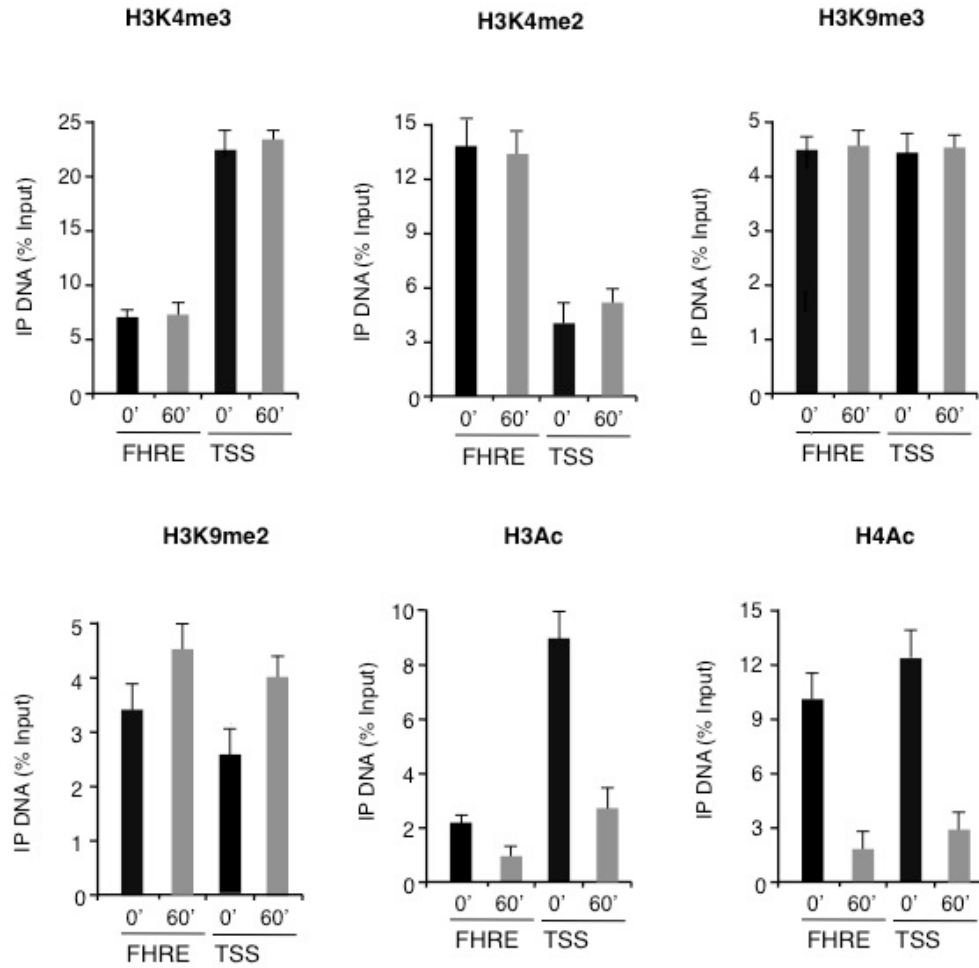 H3K4me3
IP DNA (% Input)
25
20
15
10
5
0
0' 60' 0' 60'
FHRE TSS
H3K4me2
IP DNA (% Input)
15
12
9
6
3
0
0' 60' 0' 60'
FHRE TSS
H3K9me3
IP DNA (% Input)
5
4
3
2
1
0
0' 60' 0' 60'
FHRE TSS
H3K9me2
IP DNA (% Input)
5
4
3
2
1
0
0' 60' 0' 60'
FHRE TSS
H3Ac
IP DNA (% Input)
10
8
6
4
2
0
0' 60' 0' 60'
FHRE TSS
H4Ac
IP DNA (% Input)
15
12
9
6
3
0
0' 60' 0' 60'
FHRE TSS